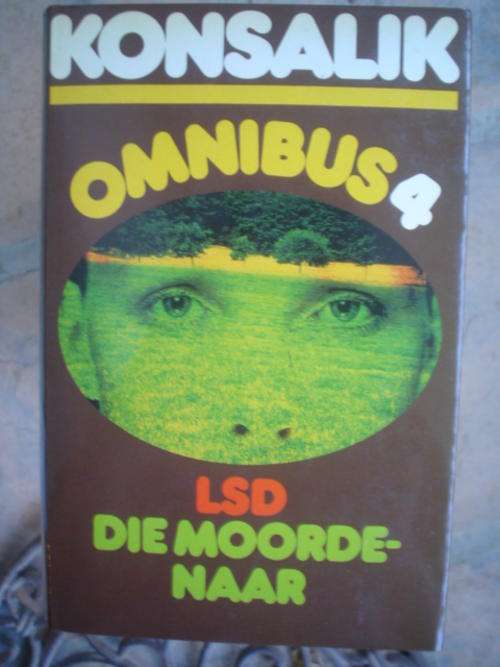 KONSALIK
OMNIBUS 4
LSD
DIE MOORDE-
NAAR